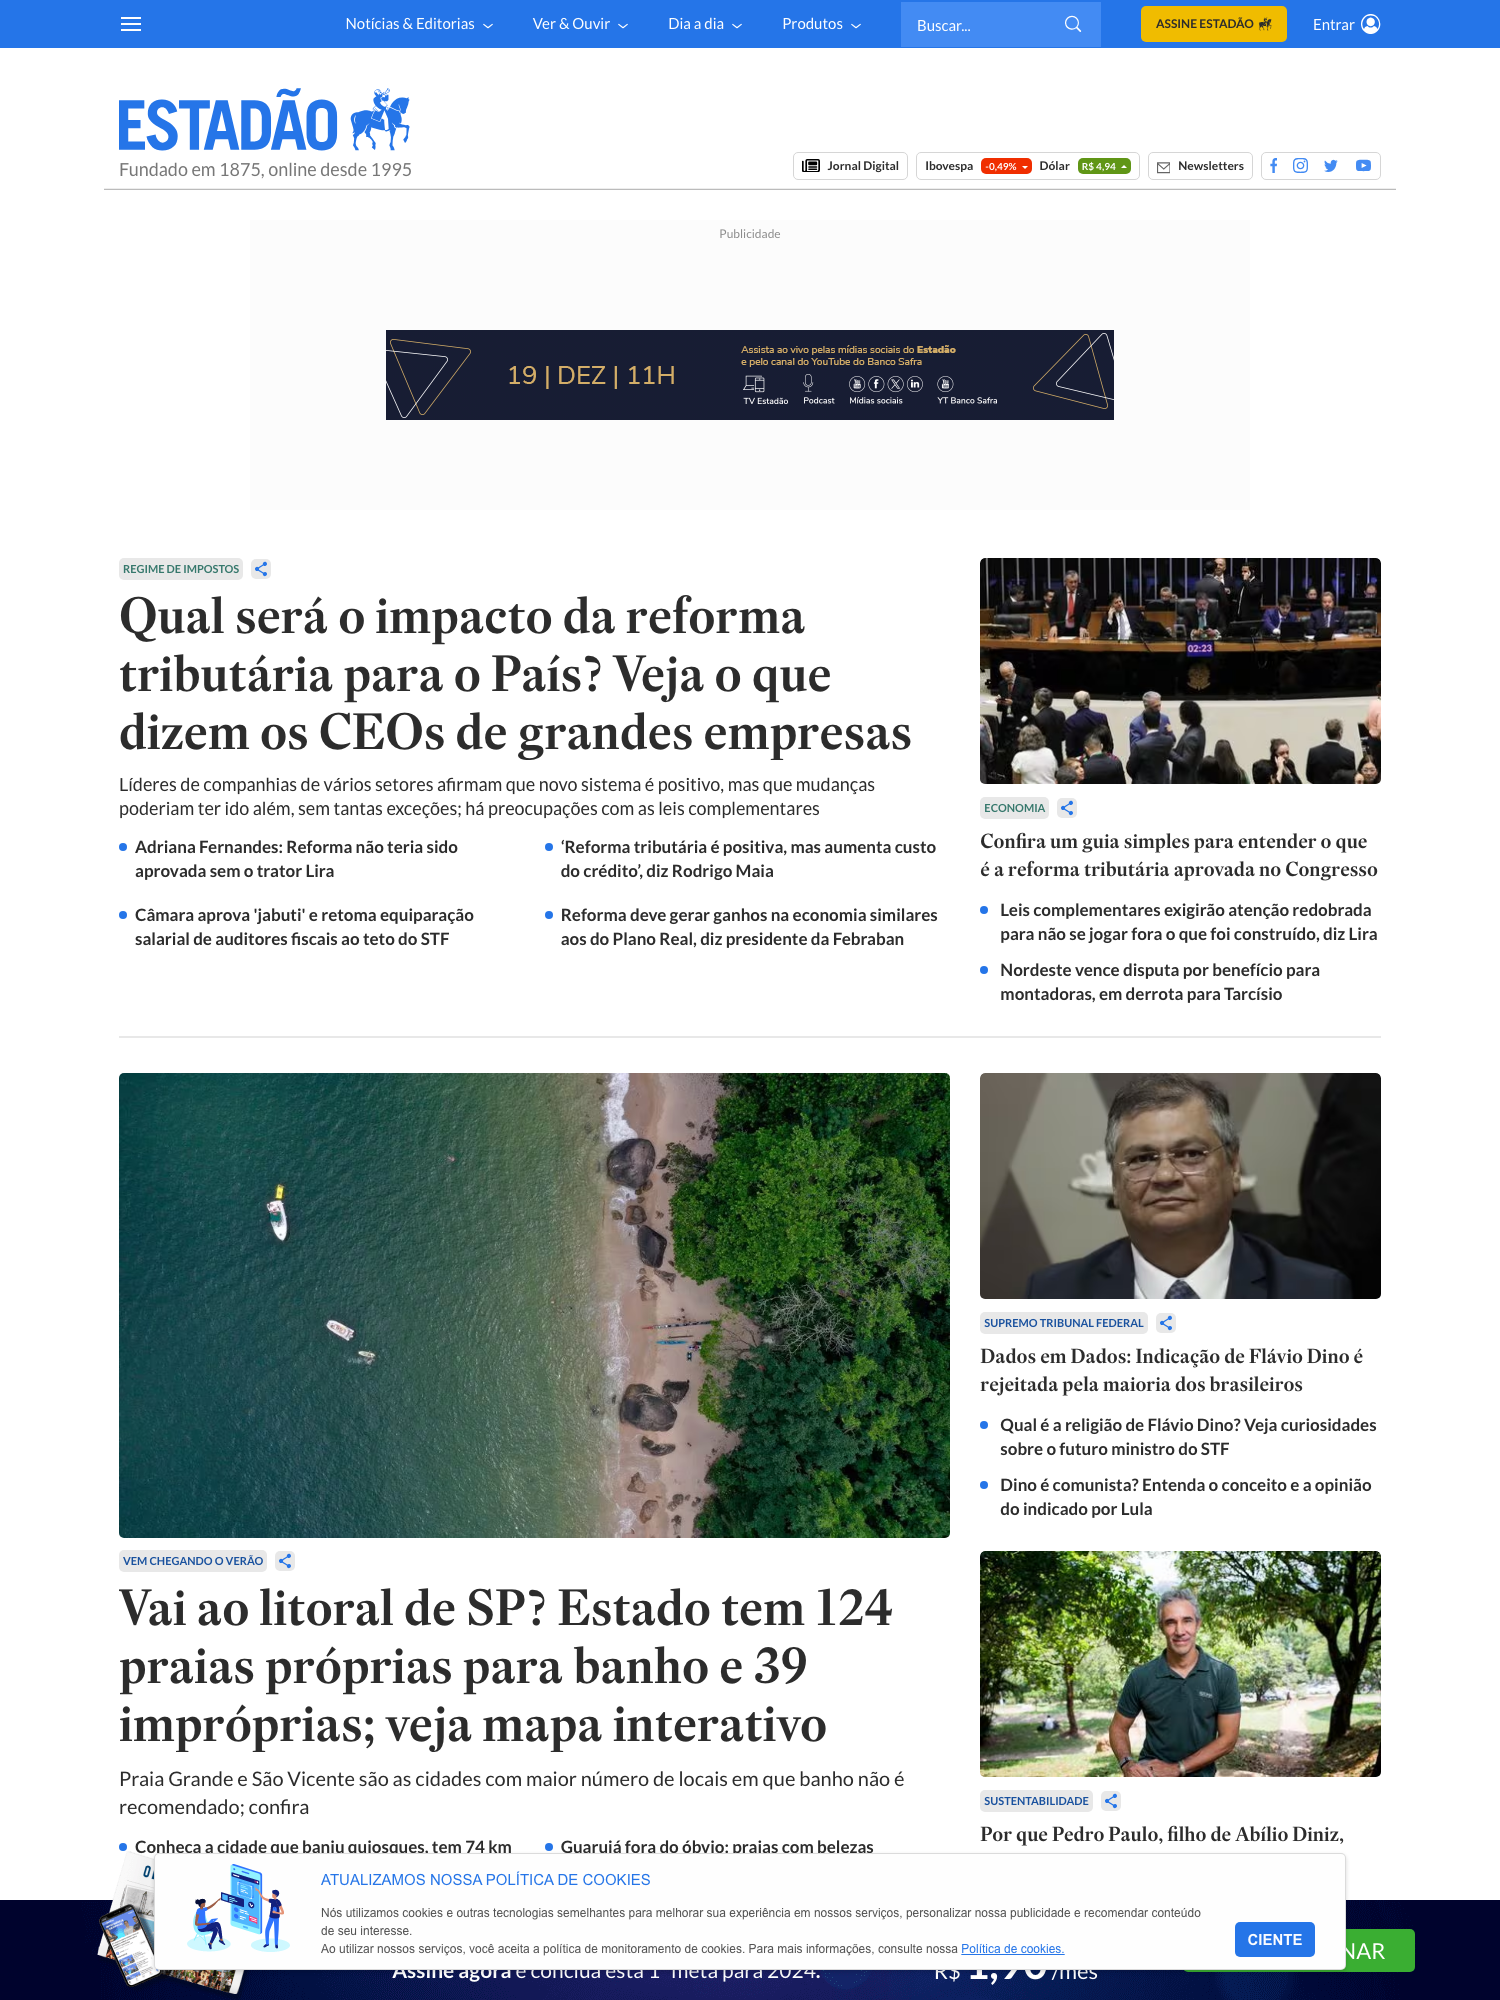 Notícias & Editorias
Ver & Ouvir
Dia a dia
Produtos
Buscar...
ASSINE ESTADÃO
Entrar
ESTADÃO
Fundado em 1875, online desde 1995
Jornal Digital
Ibovespa -0,49% Dólar R$ 4,94
Newsletters
Publicidade
19 | DEZ | 11H
Assista ao vivo pelas mídias sociais do Estadão
e pelo canal do YouTube do Banco Safra
TV Estadão
Podcast
Mídias sociais
YT Banco Safra
REGIME DE IMPOSTOS
Qual será o impacto da reforma
tributária para o País? Veja o que
dizem os CEOs de grandes empresas
Líderes de companhias de vários setores afirmam que novo sistema é positivo, mas que mudanças
poderiam ter ido além, sem tantas exceções; há preocupações com as leis complementares
Adriana Fernandes: Reforma não teria sido
aprovada sem o trator Lira
‘Reforma tributária é positiva, mas aumenta custo
do crédito’, diz Rodrigo Maia
Câmara aprova 'jabuti' e retoma equiparação
salarial de auditores fiscais ao teto do STF
Reforma deve gerar ganhos na economia similares
aos do Plano Real, diz presidente da Febraban
02:23
ECONOMIA
Confira um guia simples para entender o que
é a reforma tributária aprovada no Congresso
Leis complementares exigirão atenção redobrada
para não se jogar fora o que foi construído, diz Lira
Nordeste vence disputa por benefício para
montadoras, em derrota para Tarcísio
VEM CHEGANDO O VERÃO
Vai ao litoral de SP? Estado tem 124
praias próprias para banho e 39
impróprias; veja mapa interativo
Praia Grande e São Vicente são as cidades com maior número de locais em que banho não é
recomendado; confira
Conheça a cidade que baniu quiosques, tem 74 km
Guarujá fora do óbvio: praias com belezas
SUPREMO TRIBUNAL FEDERAL
Dados em Dados: Indicação de Flávio Dino é
rejeitada pela maioria dos brasileiros
Qual é a religião de Flávio Dino? Veja curiosidades
sobre o futuro ministro do STF
Dino é comunista? Entenda o conceito e a opinião
do indicado por Lula
SUSTENTABILIDADE
Por que Pedro Paulo, filho de Abílio Diniz,
ATUALIZAMOS NOSSA POLÍTICA DE COOKIES
Nós utilizamos cookies e outras tecnologias semelhantes para melhorar sua experiência em nossos serviços, personalizar nossa publicidade e recomendar conteúdo
de seu interesse.
Ao utilizar nossos serviços, você aceita a política de monitoramento de cookies. Para mais informações, consulte nossa Política de cookies.
CIENTE
NAR
Assine agora e conclua esta 1ª meta para 2024.
R$ 1,90 /mês